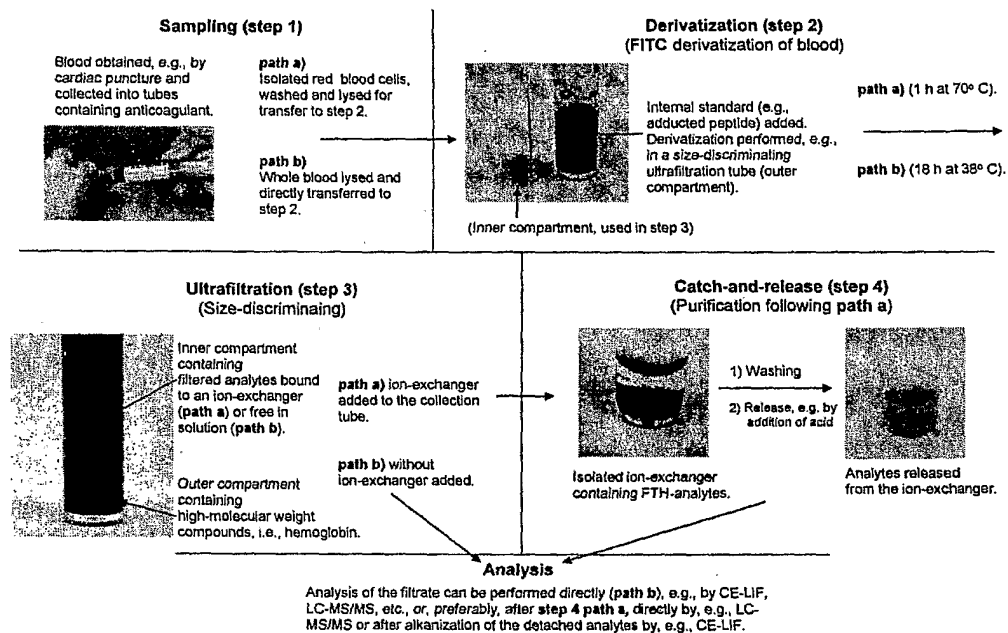 Sampling (step 1)
Blood obtained, e.g., by
cardiac puncture and
collected into tubes
containing anticoagulant.
path a)
Isolated red blood cells,
washed and lysed for
transfer to step 2.
path b)
Whole blood lysed and
directly transferred to
step 2.
Derivatization (step 2)
(FITC derivatization of blood)
Internal standard (e.g.,
adducted peptide) added.
Derivatization performed, e.g.,
in a size-discriminating
ultrafiltration tube (outer
compartment).
path a) (1 h at 70º C).
path b) (18 h at 38º C).
(Inner compartment, used in step 3)
Ultrafiltration (step 3)
(Size-discriminaing)
Inner compartment
containing
filtered analytes bound
to an ion-exchanger
(path a) or free in
solution (path b).
Outer compartment
containing
high-molecular weight
compounds, i.e., hemoglobin.
path a) ion-exchanger
added to the collection
tube.
path b) without
ion-exchanger added.
Catch-and-release (step 4)
(Purification following path a)
1) Washing
2) Release, e.g. by
addition of acid
Isolated ion-exchanger
containing FTH-analytes.
Analytes released
from the ion-exchanger.
Analysis
Analysis of the filtrate can be performed directly (path b), e.g., by CE-LIF,
LC-MS/MS, etc., or, preferably, after step 4 path a, directly by, e.g., LC-
MS/MS or after alkanization of the detached analytes by, e.g., CE-LIF.